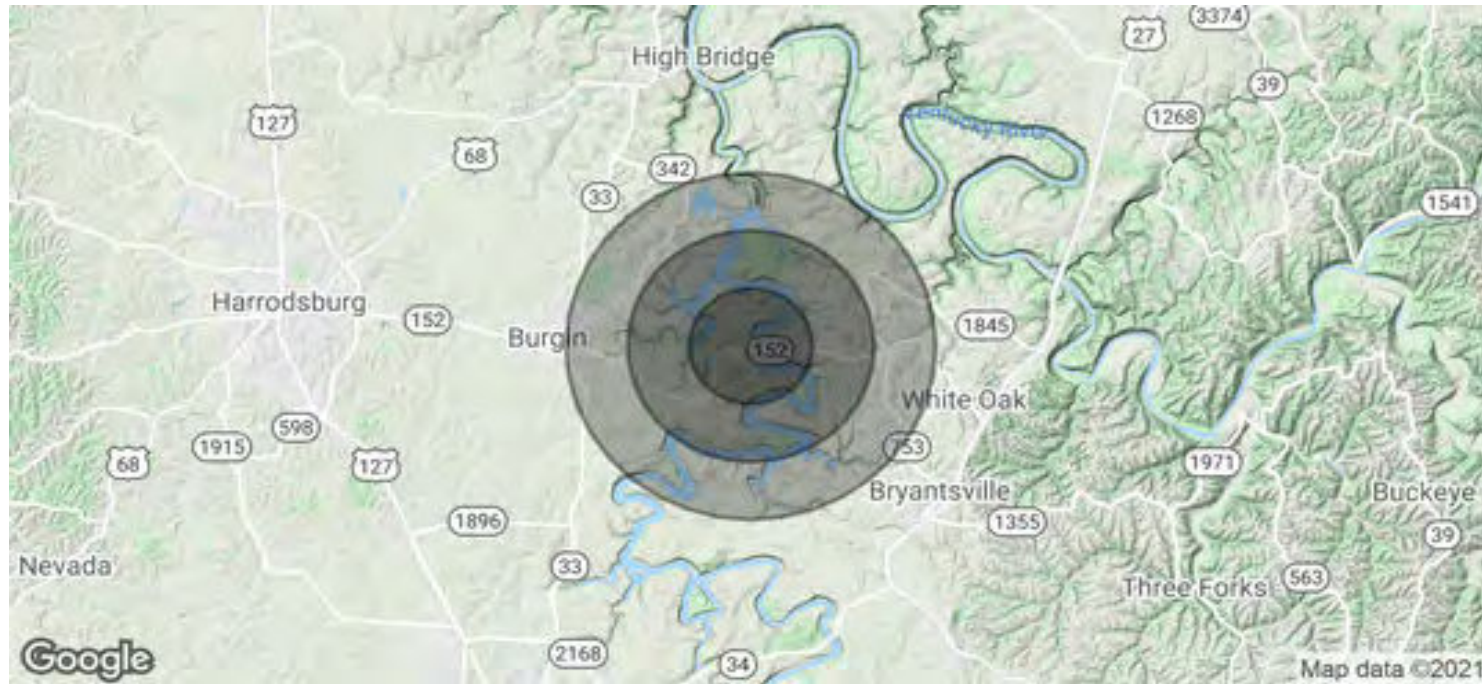 3374
27
High Bridge
39
127
Kentucky River
1268
68
342
33
1541
Harrodsburg
152
Burgin
1845
152
White Oak
598
1915
753
68
127
1971
Bryantsville
Buckeye
1896
1355
39
Nevada
33
Three Forks
563
2168
34
Google
Map data ©2021